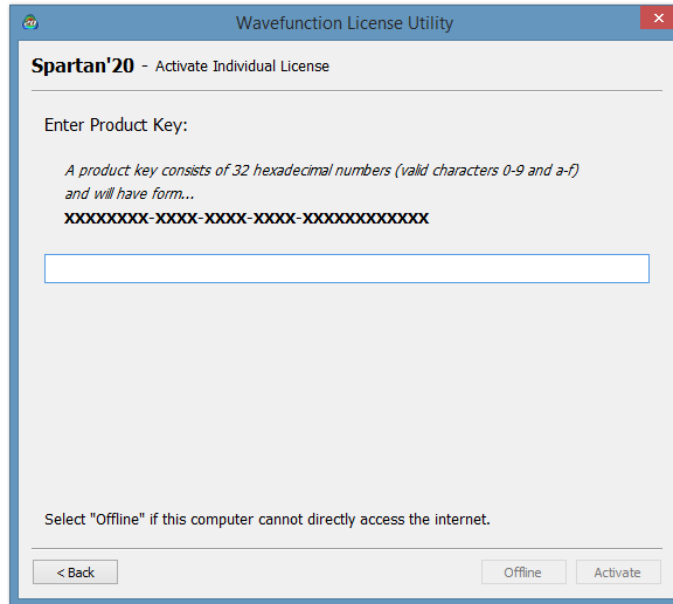 Wavefunction License Utility
Spartan'20 - Activate Individual License
Enter Product Key:
A product key consists of 32 hexadecimal numbers (valid characters 0-9 and a-f)
and will have form...
xxxxxxxx-xxxx-xxxx-xxxx-xxxxxxxxxxxx
Select "Offline" if this computer cannot directly access the internet.
< Back Offline Activate